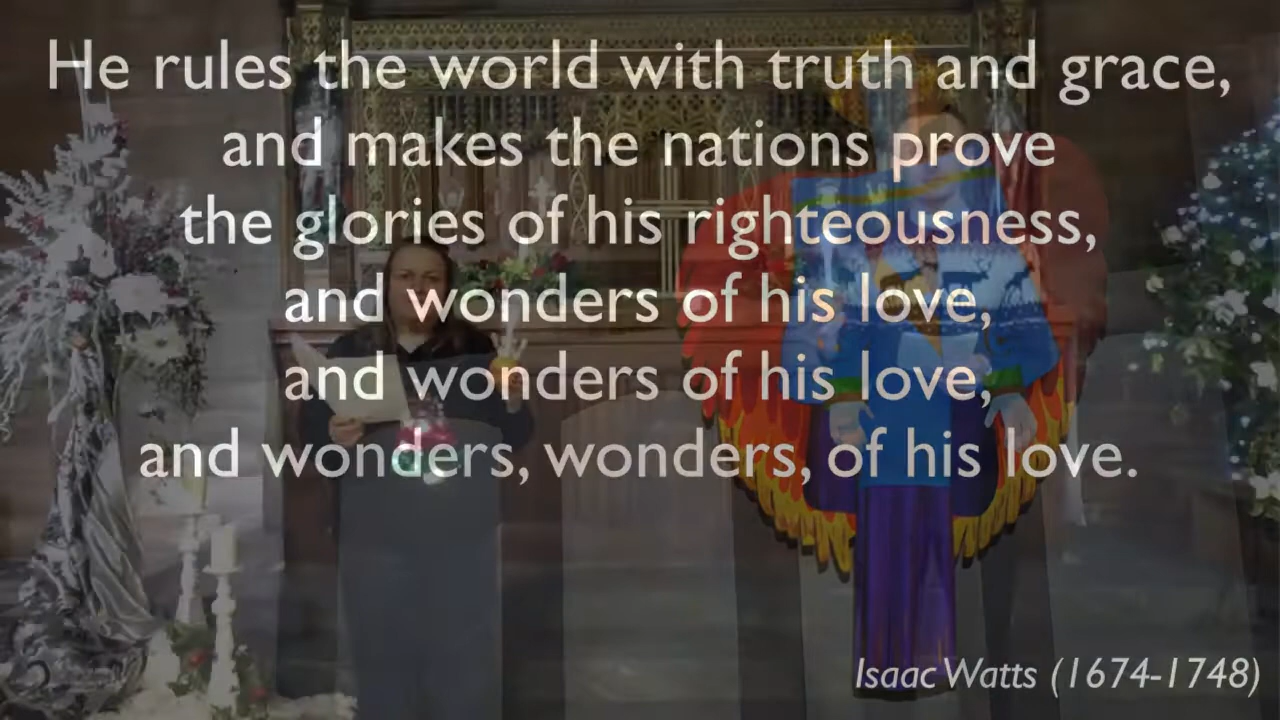 He rules the world with truth and grace,
and makes the nations prove
the glories of his righteousness,
and wonders of his love,
and wonders of his love,
and wonders, wonders, of his love.
Isaac Watts (1674-1748)